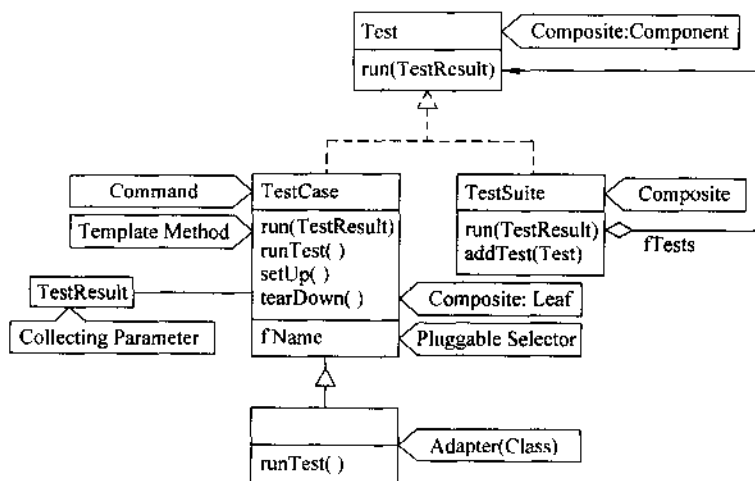 Test
Composite:Component
run(TestResult)
Command
TestCase
TestSuite
Composite
Template Method
run(TestResult)
runTest( )
setUp( )
tearDown( )
run(TestResult)
addTest(Test)
fTests
TestResult
Composite: Leaf
Collecting Parameter
fName
Pluggable Selector
runTest( )
Adapter(Class)